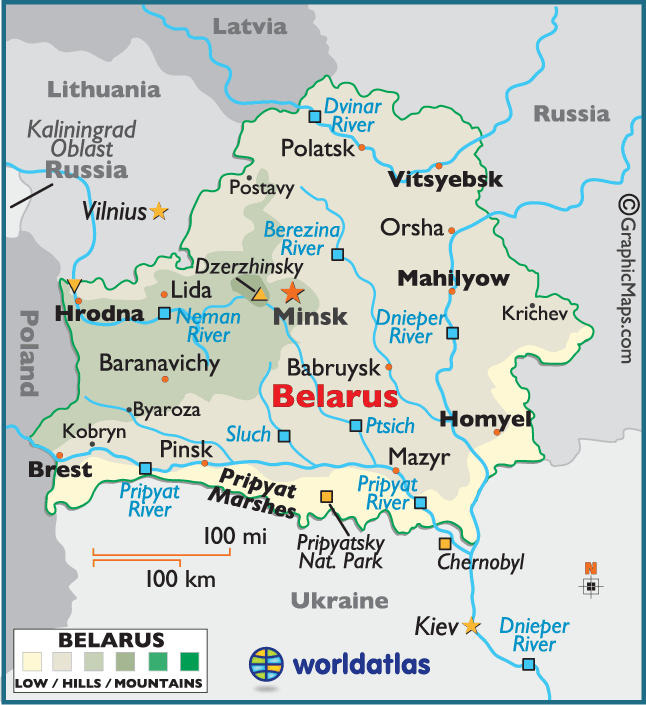 Latvia
Lithuania
Dvinar
River
Russia
Kaliningrad
Oblast
Russia
Polatsk
Vitsyebsk
Postavy
Vilnius
Berezina
River
Orsha
©GraphicMaps.com
Dzerzhinsky
Mahilyow
Lida
Hrodna
Neman
River
Minsk
Dnieper
River
Krichev
Poland
Baranavichy
Babruysk
Belarus
Byaroza
Homyel
Kobryn
Sluch
Ptsich
Brest
Pinsk
Mazyr
Pripyat
River
Pripyat
Marshes
Pripyat
River
100 mi
100 km
Pripyatsky
Nat. Park
Chernobyl
N
Ukraine
Kiev
Dnieper
River
BELARUS
LOW / HILLS / MOUNTAINS
worldatlas